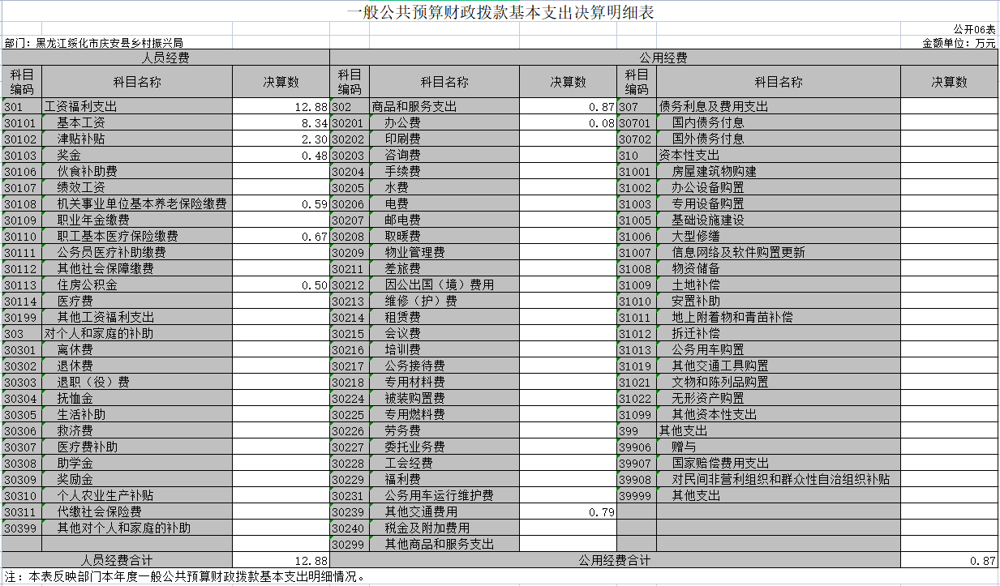 一般公共预算财政拨款基本支出决算明细表
公开06表
部门：黑龙江绥化市庆安县乡村振兴局 金额单位：万元
人员经费 公用经费
科目编码 科目名称 决算数 科目编码 科目名称 决算数 科目编码 科目名称 决算数
301 工资福利支出 12.88 302 商品和服务支出 0.87 307 债务利息及费用支出
30101 基本工资 8.34 30201 办公费 0.08 30701 国内债务付息
30102 津贴补贴 2.30 30202 印刷费 30702 国外债务付息
30103 奖金 0.48 30203 咨询费 310 资本性支出
30106 伙食补助费 30204 手续费 31001 房屋建筑物购建
30107 绩效工资 30205 水费 31002 办公设备购置
30108 机关事业单位基本养老保险缴费 0.59 30206 电费 31003 专用设备购置
30109 职业年金缴费 30207 邮电费 31005 基础设施建设
30110 职工基本医疗保险缴费 0.67 30208 取暖费 31006 大型修缮
30111 公务员医疗补助缴费 30209 物业管理费 31007 信息网络及软件购置更新
30112 其他社会保障缴费 30211 差旅费 31008 物资储备
30113 住房公积金 0.50 30212 因公出国（境）费用 31009 土地补偿
30114 医疗费 30213 维修（护）费 31010 安置补助
30199 其他工资福利支出 30214 租赁费 31011 地上附着物和青苗补偿
303 对个人和家庭的补助 30215 会议费 31012 拆迁补偿
30301 离休费 30216 培训费 31013 公务用车购置
30302 退休费 30217 公务接待费 31019 其他交通工具购置
30303 退职（役）费 30218 专用材料费 31021 文物和陈列品购置
30304 抚恤金 30224 被装购置费 31022 无形资产购置
30305 生活补助 30225 专用燃料费 31099 其他资本性支出
30306 救济费 30226 劳务费 399 其他支出
30307 医疗费补助 30227 委托业务费 39906 赠与
30308 助学金 30228 工会经费 39907 国家赔偿费用支出
30309 奖励金 30229 福利费 39908 对民间非营利组织和群众性自治组织补贴
30310 个人农业生产补贴 30231 公务用车运行维护费 39999 其他支出
30311 代缴社会保险费 30239 其他交通费用 0.79
30399 其他对个人和家庭的补助 30240 税金及附加费用
30299 其他商品和服务支出
人员经费合计 12.88 公用经费合计 0.87
注：本表反映部门本年度一般公共预算财政拨款基本支出明细情况。